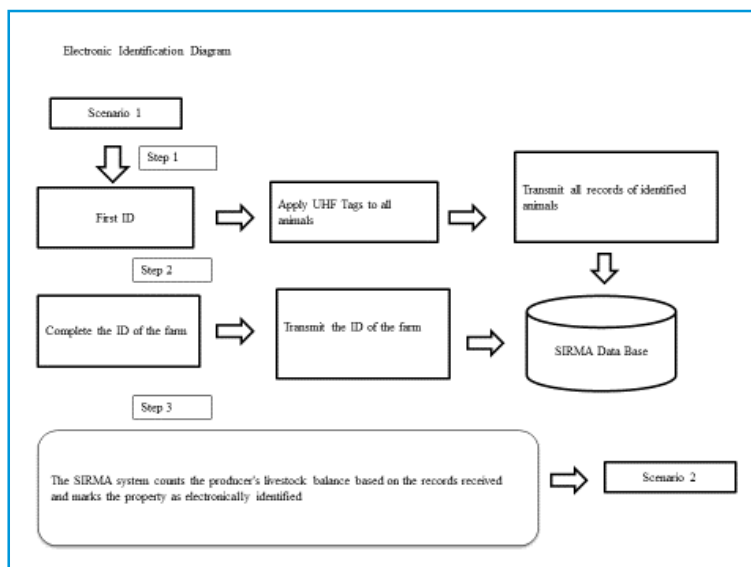 Electronic Identification Diagram
Scenario 1
Step 1
First ID
Apply UHF Tags to all
animals
Transmit all records of identified
animals
Step 2
Complete the ID of the farm
Transmit the ID of the farm
SIRMA Data Base
Step 3
The SIRMA system counts the producer's livestock balance based on the records received
and marks the property as electronically identified
Scenario 2